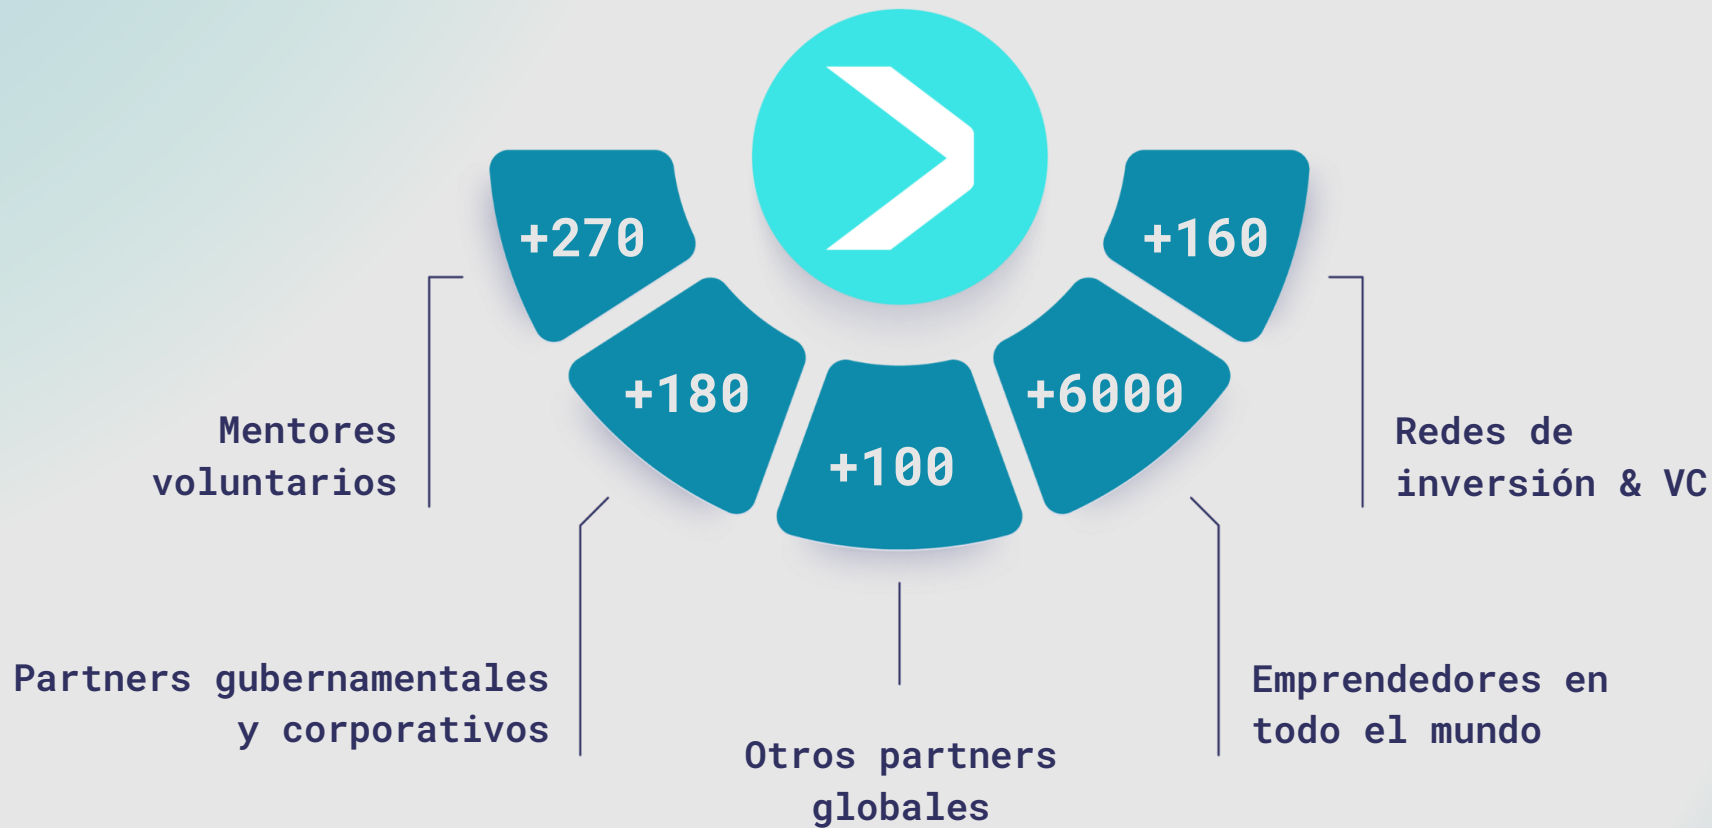 +270
+160
+180
+6000
+100
Mentores
voluntarios
Redes de
inversión & VC
Partners gubernamentales
y corporativos
Emprendedores en
todo el mundo
Otros partners
globales